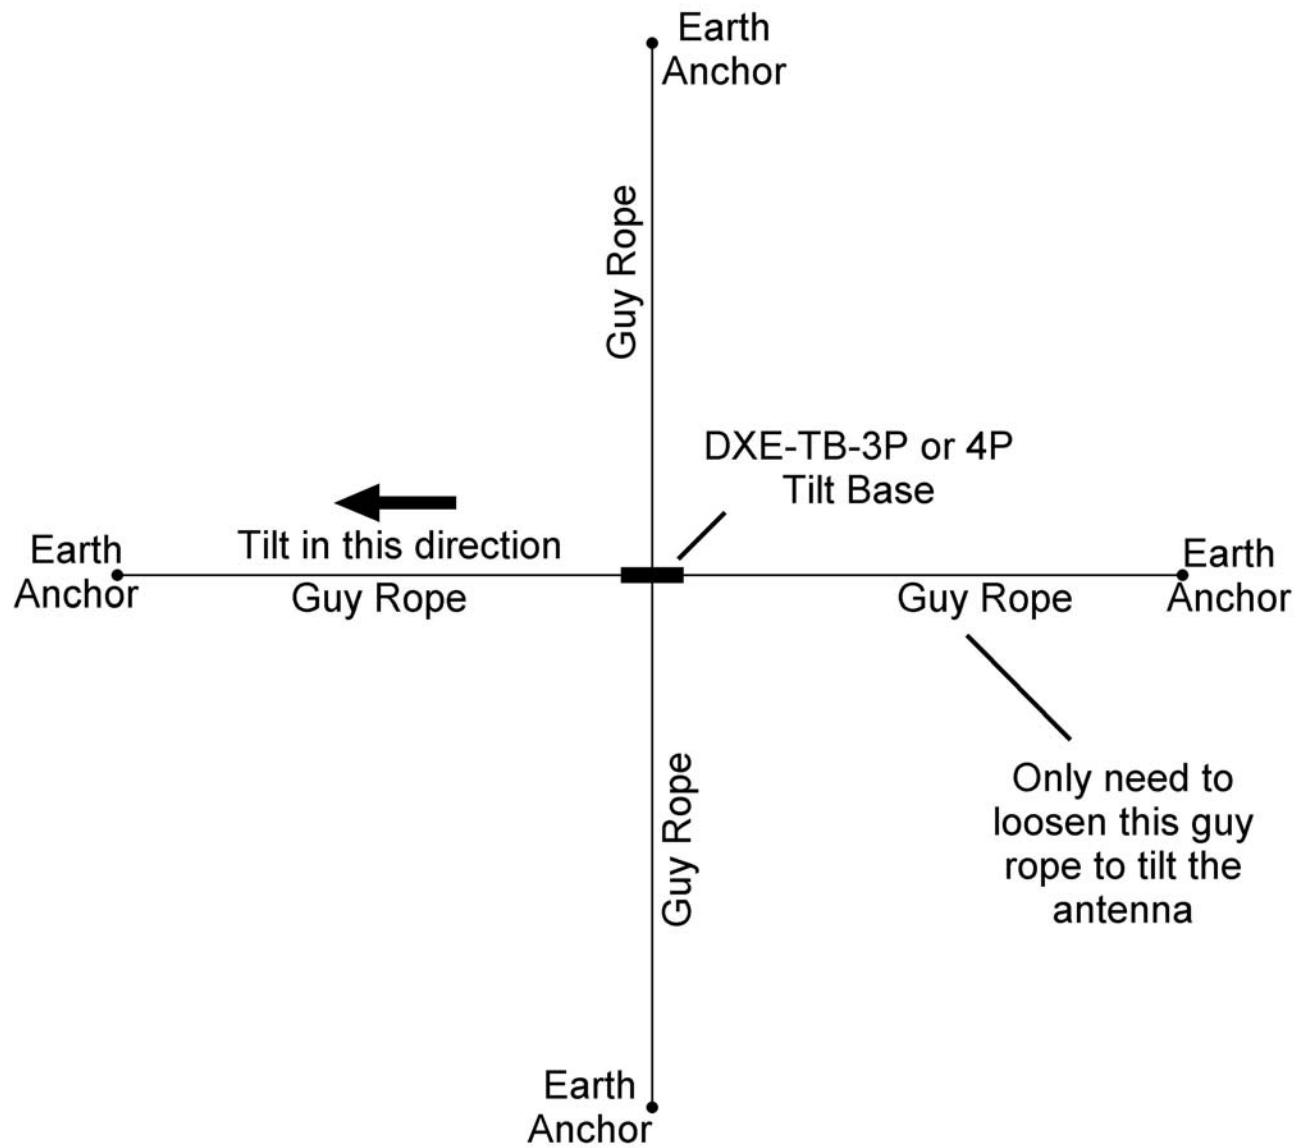 Earth
Anchor
Guy Rope
DXE-TB-3P or 4P
Tilt Base
Tilt in this direction
Earth
Anchor
Guy Rope
Guy Rope
Earth
Anchor
Only need to
loosen this guy
rope to tilt the
antenna
Guy Rope
Earth
Anchor